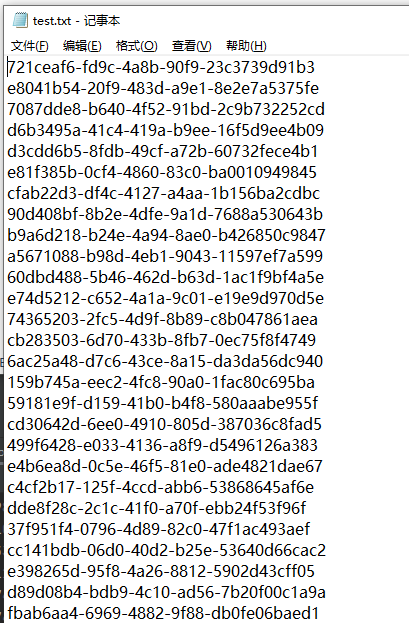 test.txt - 记事本
文件(F) 编辑(E) 格式(O) 查看(V) 帮助(H)
721ceaf6-fd9c-4a8b-90f9-23c3739d91b3
e8041b54-20f9-483d-a9e1-8e2e7a5375fe
7087dde8-b640-4f52-91bd-2c9b732252cd
d6b3495a-41c4-419a-b9ee-16f5d9ee4b09
d3cdd6b5-8fdb-49cf-a72b-60732fece4b1
e81f385b-0cf4-4860-83c0-ba0010949845
cfab22d3-df4c-4127-a4aa-1b156ba2cdbc
90d408bf-8b2e-4dfe-9a1d-7688a530643b
b9a6d218-b24e-4a94-8ae0-b426850c9847
a5671088-b98d-4eb1-9043-11597ef7a599
60dbd488-5b46-462d-b63d-1ac1f9bf4a5e
e74d5212-c652-4a1a-9c01-e19e9d970d5e
74365203-2fc5-4d9f-8b89-c8b047861aea
cb283503-6d70-433b-8fb7-0ec75f8f4749
6ac25a48-d7c6-43ce-8a15-da3da56dc940
159b745a-eec2-4fc8-90a0-1fac80c695ba
59181e9f-d159-41b0-b4f8-580aaabe955f
cd30642d-6ee0-4910-805d-387036c8fad5
499f6428-e033-4136-a8f9-d5496126a383
e4b6ea8d-0c5e-46f5-81e0-ade4821dae67
c4cf2b17-125f-4ccd-abb6-53868645af6e
dde8f28c-2c1c-41f0-a70f-ebb24f53f96f
37f951f4-0796-4d89-82c0-47f1ac493aef
cc141bdb-06d0-40d2-b25e-53640d66cac2
e398265d-95f8-4a26-8812-5902d43cff05
d89d08b4-bdb9-4c10-ad56-7b20f00c1a9a
fbab6aa4-6969-4882-9f88-db0fe06baed1